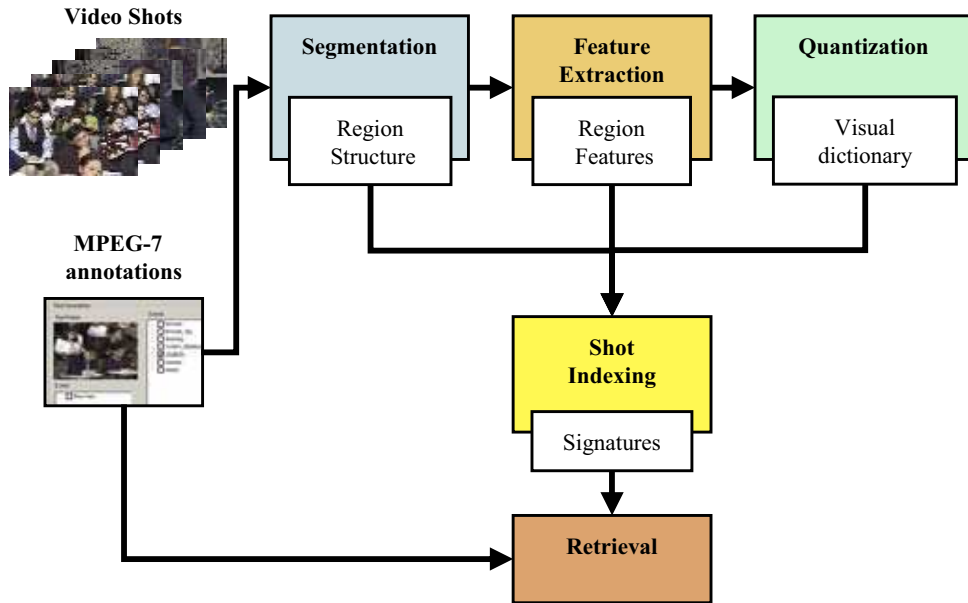 Video Shots
Segmentation
Region
Structure
Feature
Extraction
Region
Features
Quantization
Visual
dictionary
MPEG-7
annotations
Shot
Indexing
Signatures
Retrieval